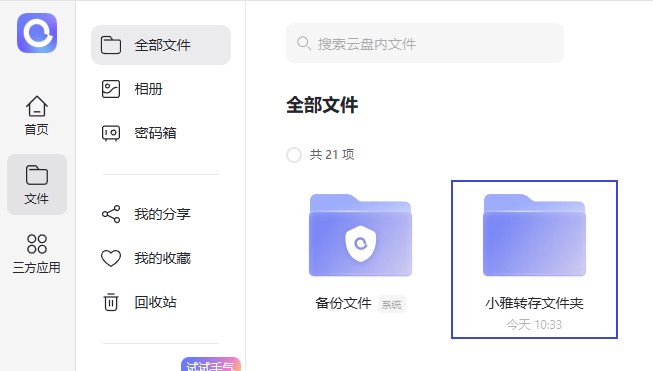 首页
文件
三方应用
全部文件
相册
密码箱
我的分享
我的收藏
回收站
试试手气
搜索云盘内文件
全部文件
共 21 项
备份文件 系统
小雅转存文件夹
今天 10:33